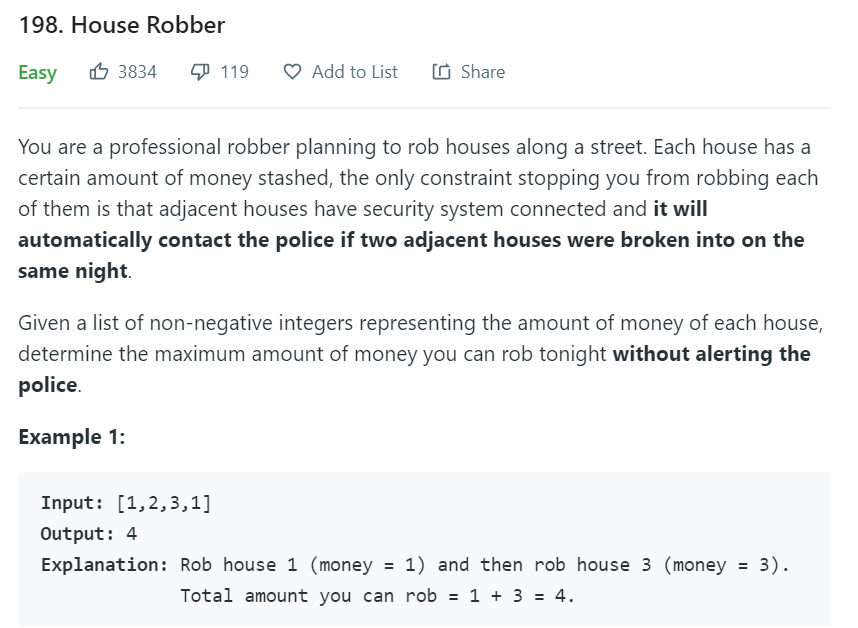 198. House Robber
Easy 3834 119 Add to List Share
You are a professional robber planning to rob houses along a street. Each house has a
certain amount of money stashed, the only constraint stopping you from robbing each
of them is that adjacent houses have security system connected and it will
automatically contact the police if two adjacent houses were broken into on the
same night.
Given a list of non-negative integers representing the amount of money of each house,
determine the maximum amount of money you can rob tonight without alerting the
police.
Example 1:
Input: [1,2,3,1]
Output: 4
Explanation: Rob house 1 (money = 1) and then rob house 3 (money = 3).
Total amount you can rob = 1 + 3 = 4.